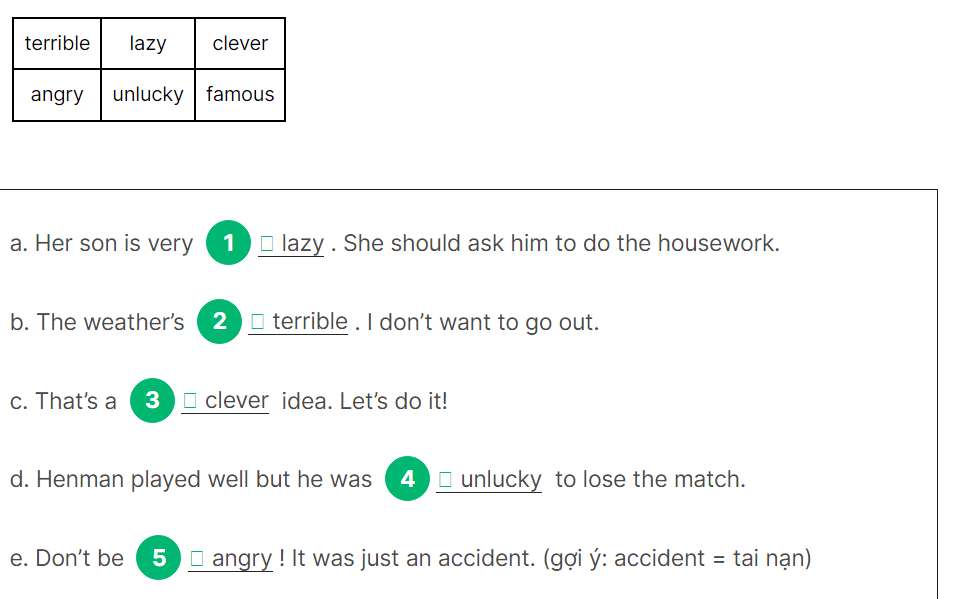 terrible lazy clever
angry unlucky famous
a. Her son is very 1 lazy . She should ask him to do the housework.
b. The weather’s 2 terrible . I don’t want to go out.
c. That’s a 3 clever idea. Let’s do it!
d. Henman played well but he was 4 unlucky to lose the match.
e. Don’t be 5 angry ! It was just an accident. (gợi ý: accident = tai nạn)